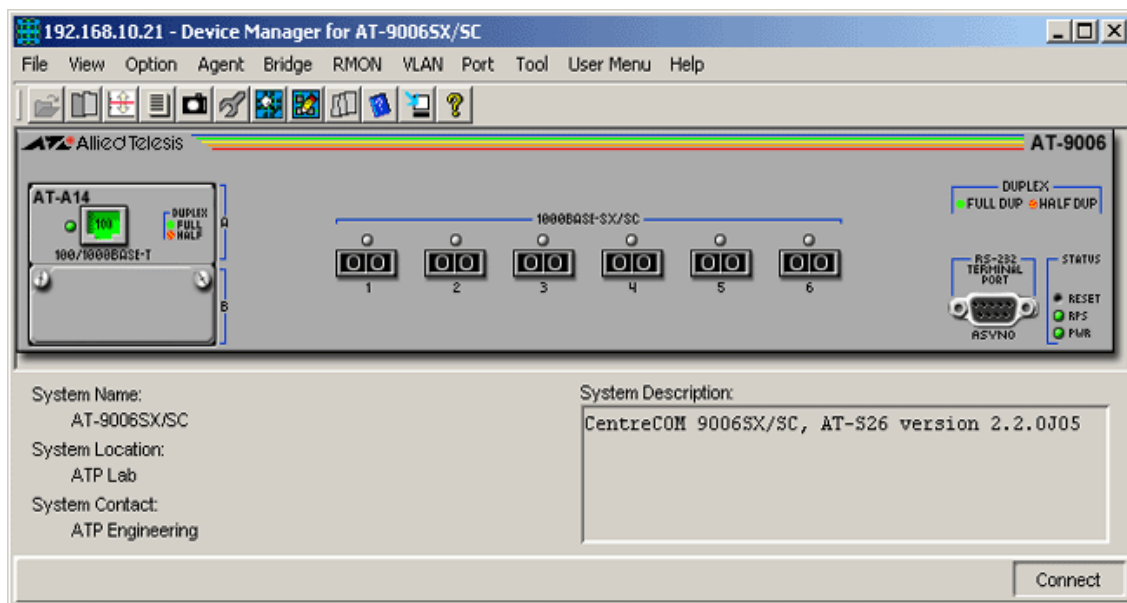 192.168.10.21 - Device Manager for AT-9006SX/SC
File View Option Agent Bridge RMON VLAN Port Tool User Menu Help
Allied Telesis
AT-9006
AT-A14
100
DUPLEX
FULL
HALF
100/1000BASE-T
A
B
1000BASE-SX/SC
1 2 3 4 5 6
DUPLEX
FULL DUP HALF DUP
RS-232
TERMINAL
PORT
ASYNO
STATUS
RESET
RPS
PWR
System Name:
AT-9006SX/SC
System Location:
ATP Lab
System Contact:
ATP Engineering
System Description:
CentreCOM 9006SX/SC, AT-S26 version 2.2.0J05
Connect